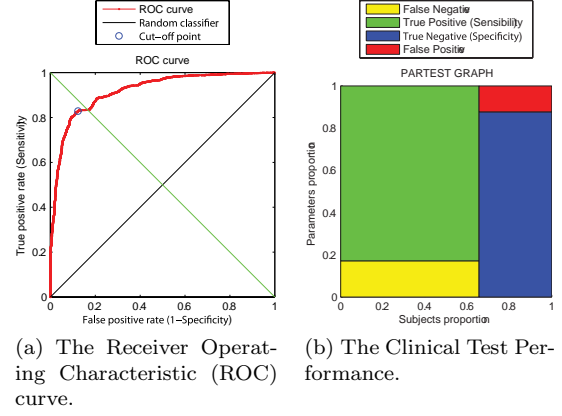 ROC curve
Random classifier
Cut-off point
ROC curve
True positive rate (Sensitivity)
1
0.8
0.6
0.4
0.2
0
0 0.2 0.4 0.6 0.8 1
False positive rate (1-Specificity)
(a) The Receiver Operat-
ing Characteristic (ROC)
curve.
False Negative
True Positive (Sensibility)
True Negative (Specificity)
False Positive
PARTEST GRAPH
Parameters proportion
1
0.8
0.6
0.4
0.2
0
0 0.2 0.4 0.6 0.8 1
Subjects proportion
(b) The Clinical Test Per-
formance.